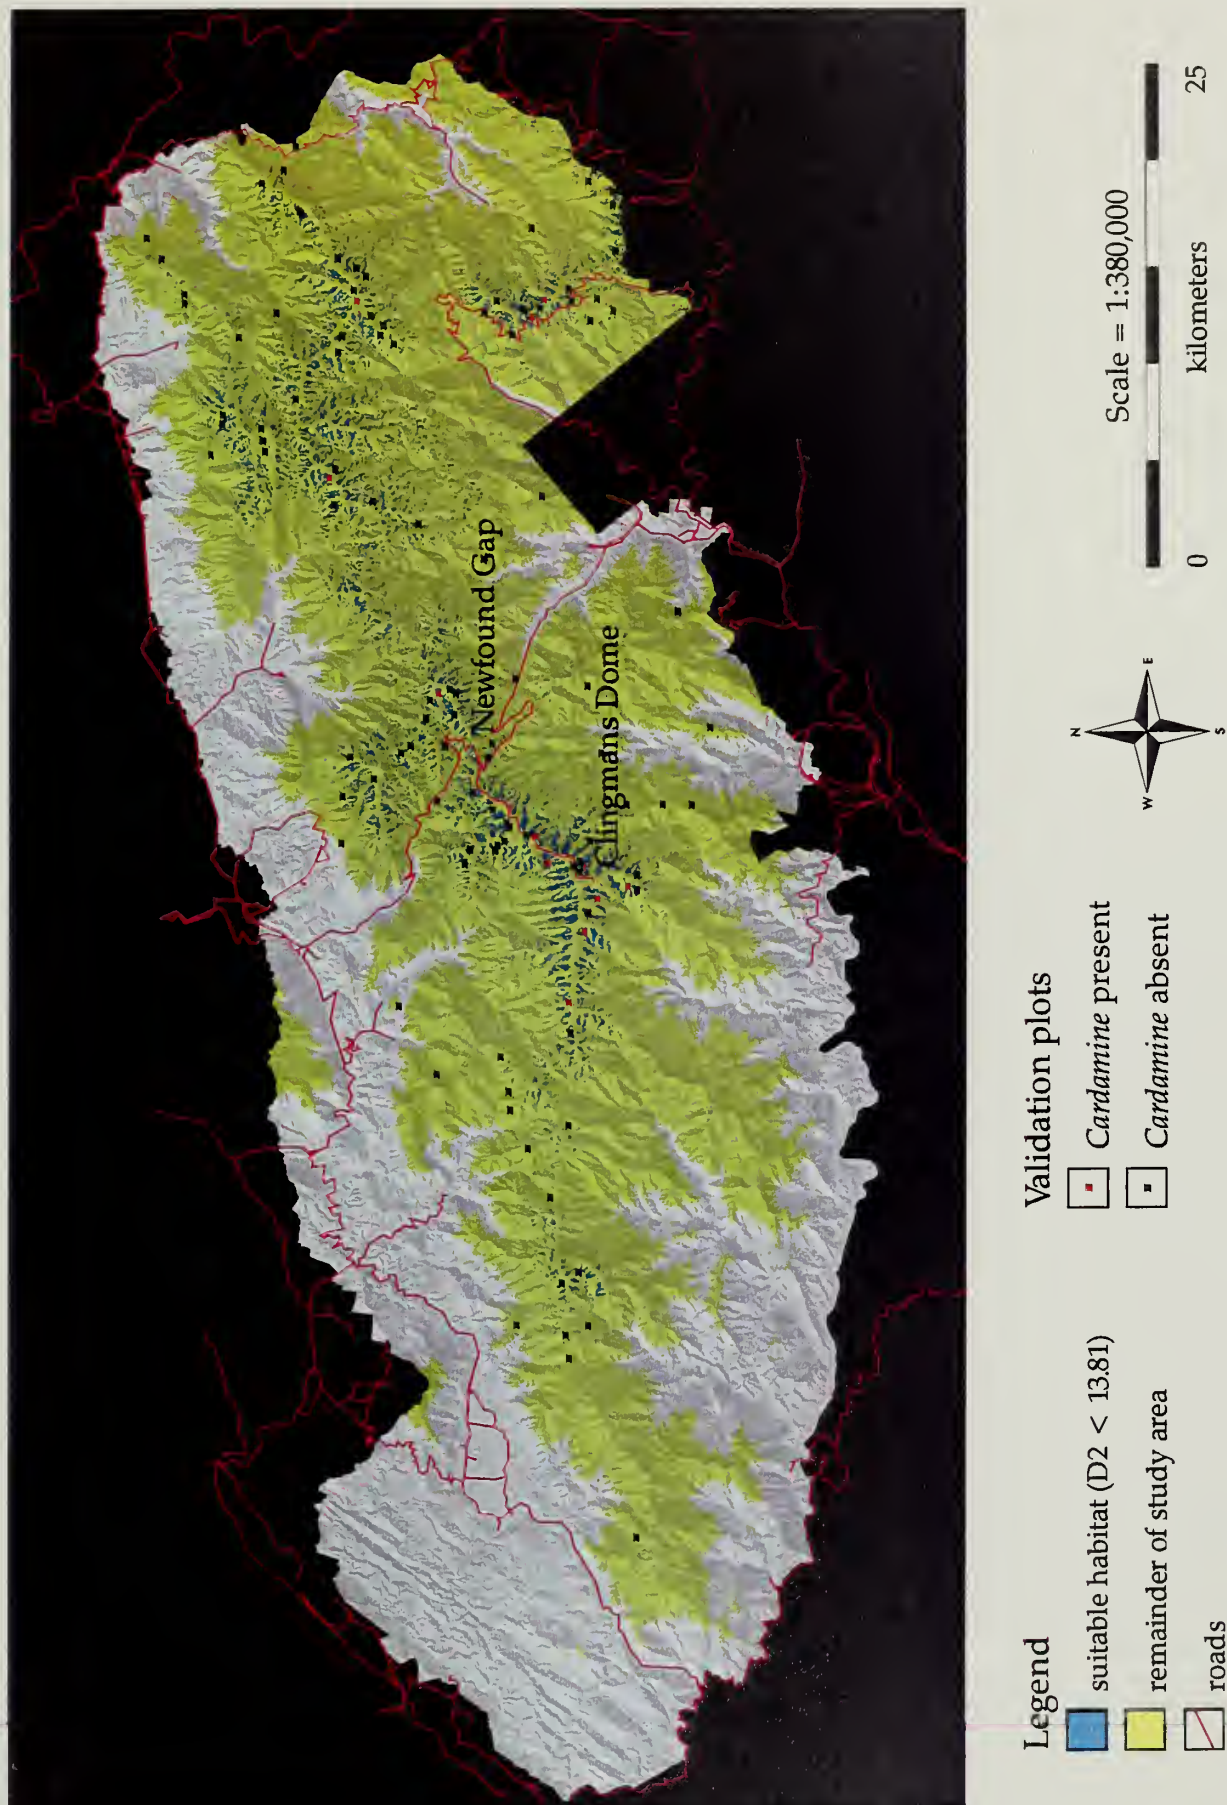 Newfound Gap
Clingmans Dome
Legend
suitable habitat (D2 < 13.81)
remainder of study area
roads
Validation plots
Cardamine present
Cardamine absent
N
W
E
S
Scale = 1:380,000
0
25
kilometers